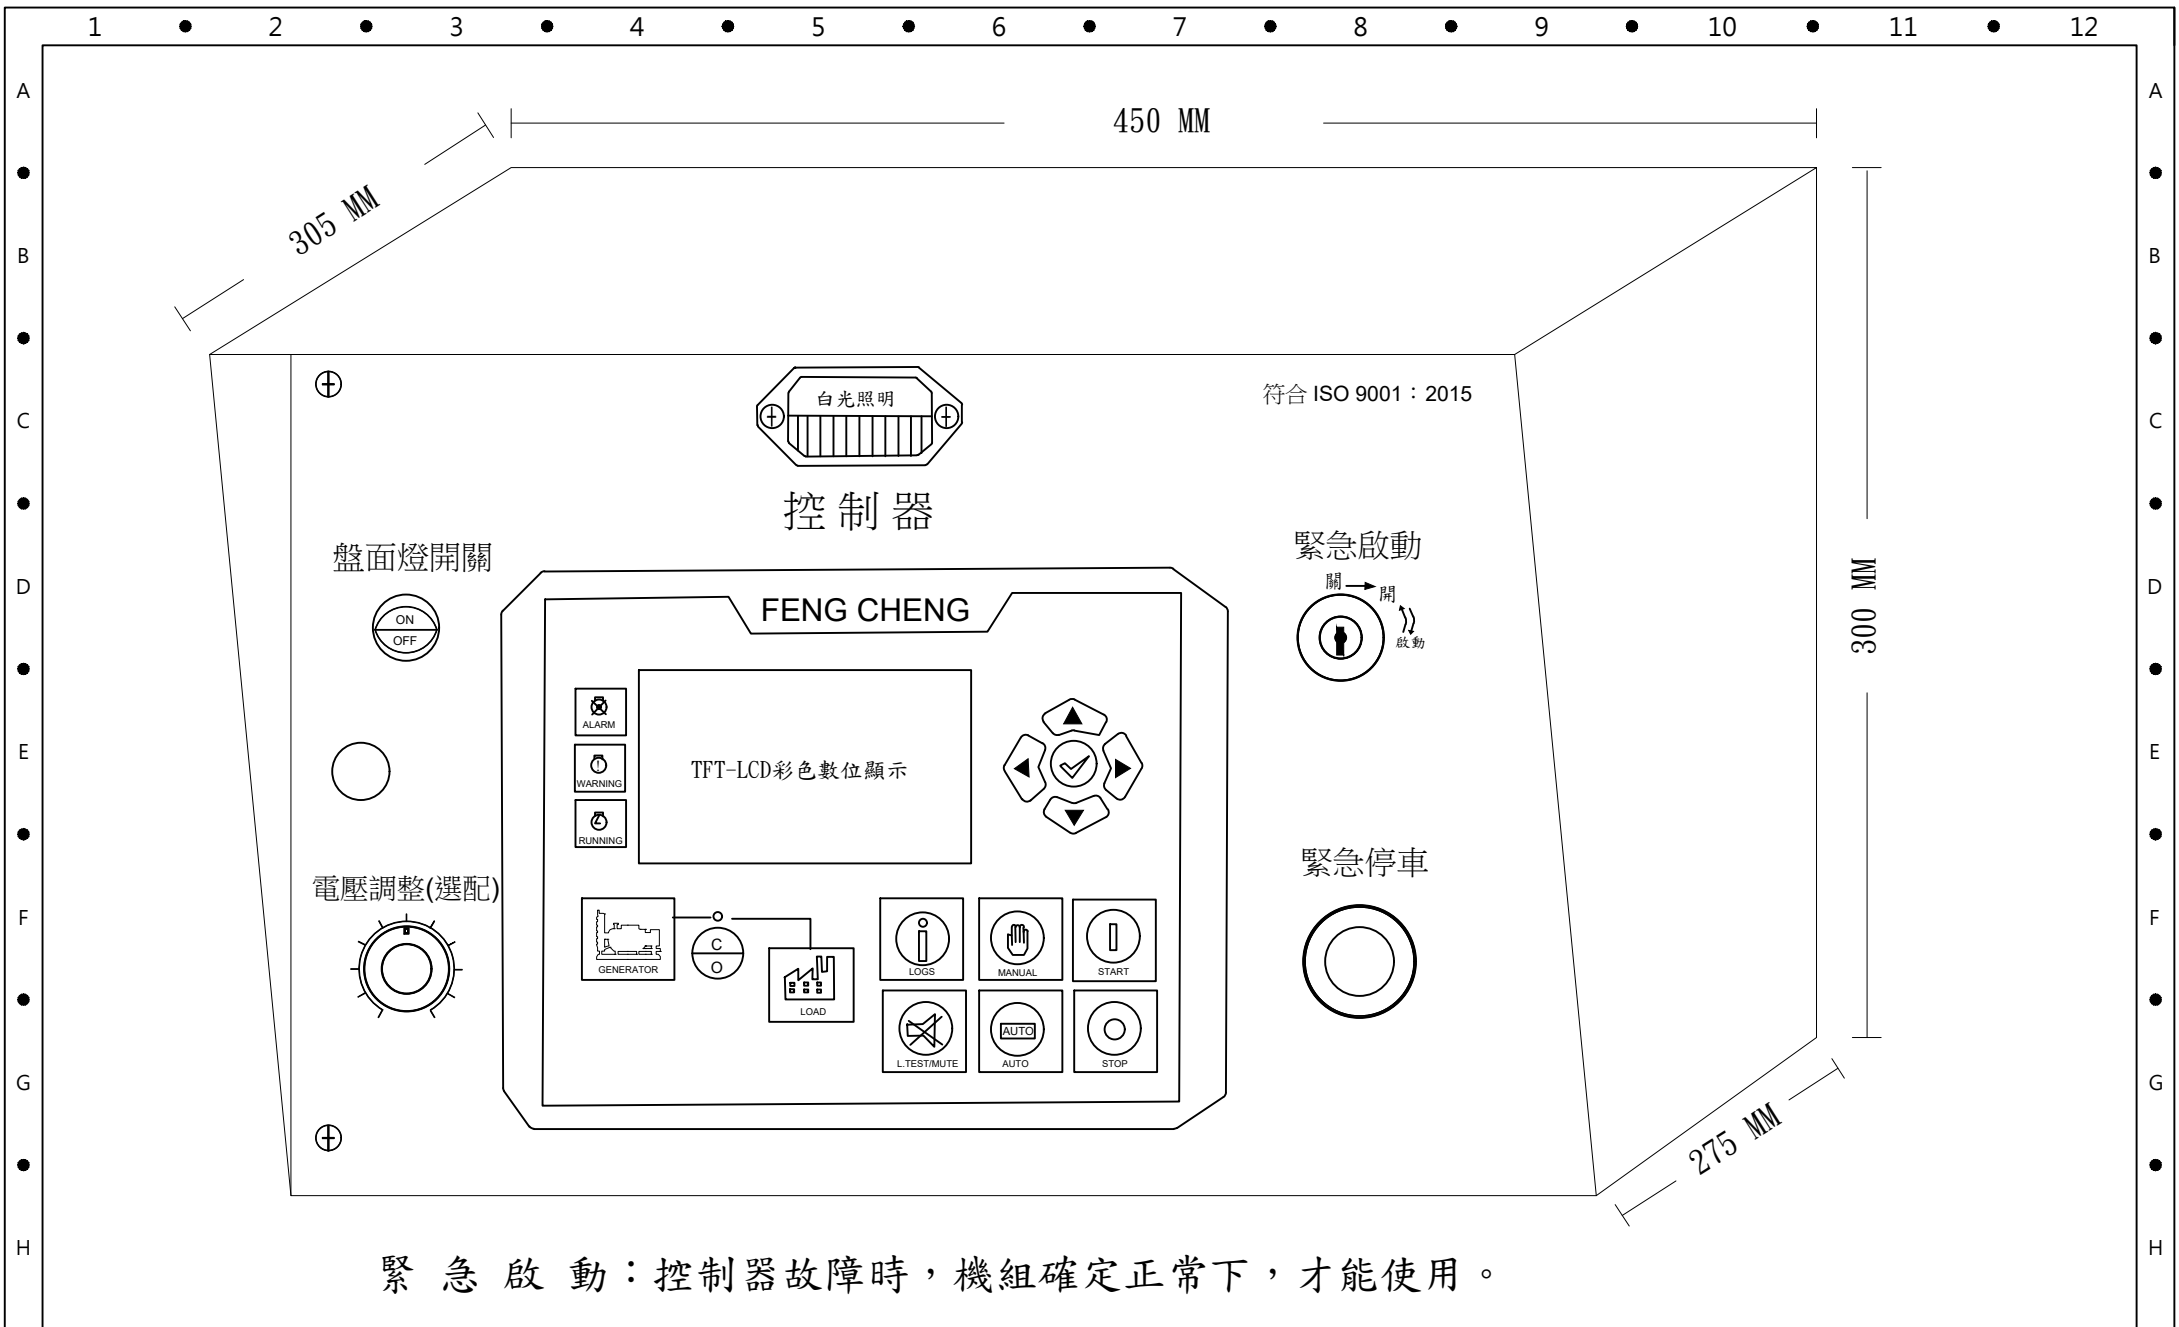 1 2 3 4 5 6 7 8 9 10 11 12
A A
450 MM
305 MM
B B
白光照明
符合 ISO 9001：2015
C C
控制器
盤面燈開關
緊急啟動
關
開
啟動
D D
300 MM
ON
OFF
FENG CHENG
ALARM
WARNING
RUNNING
TFT-LCD彩色數位顯示
E E
緊急停車
電壓調整(選配)
F F
GENERATOR
C
O
LOAD
LOGS
MANUAL
START
L.TEST/MUTE
AUTO
AUTO
STOP
G G
275 MM
H H
緊 急 啟 動：控制器故障時，機組確定正常下，才能使用。